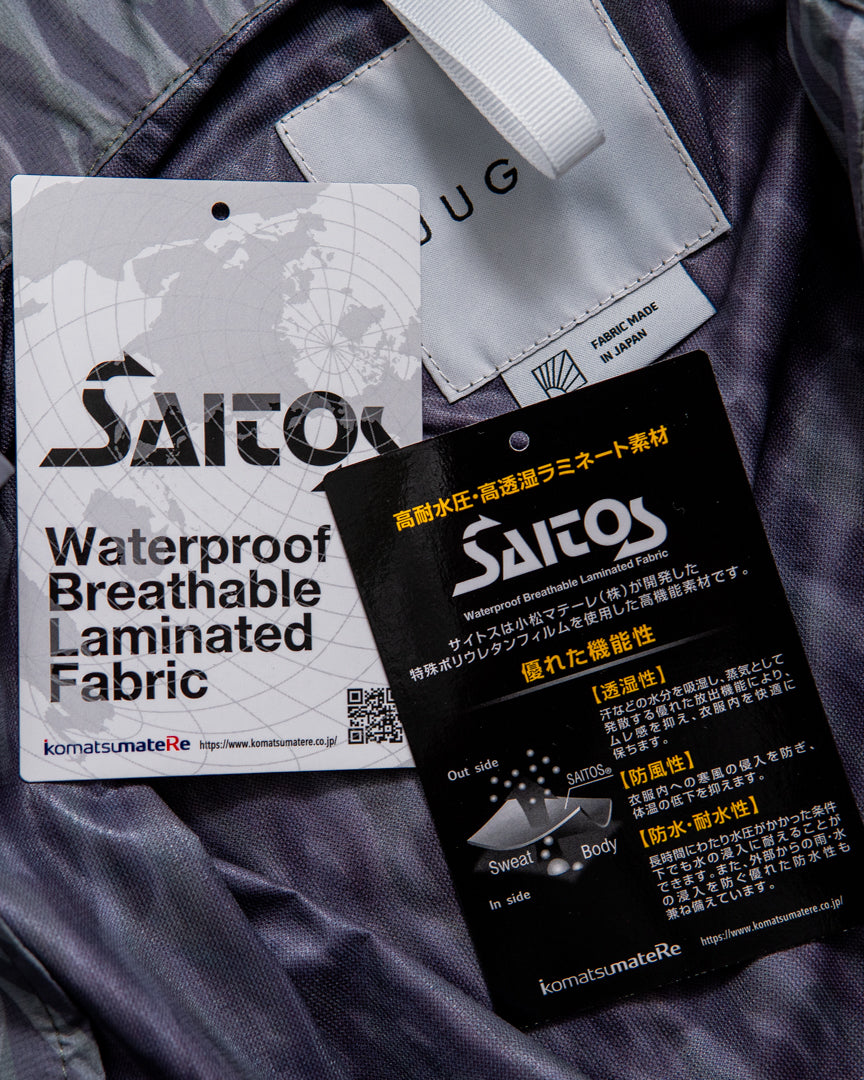 UUG
FABRIC MADE
IN JAPAN
SAITOS
Waterproof
Breathable
Laminated
Fabric
komatsumateRe https://www.komatsumatere.co.jp/
高耐水圧・高透湿ラミネート素材
SAITOS
Waterproof Breathable Laminated Fabric
サイトスは小松マテーレ(株)が開発した
特殊ポリウレタンフィルムを使用した高機能素材です。
優れた機能性
【透湿性】
汗などの水分を吸湿し、蒸気として
発散する優れた放出機能により、
ムレ感を抑え、衣服内を快適に
保ちます。
【防風性】
衣服内への寒風の侵入を防ぎ、
体温の低下を抑えます。
【防水・耐水性】
長時間にわたり水圧がかかった条件
下でも水の浸入に耐えることが
できます。また、外部からの雨・水
の浸入を防ぐ優れた防水性も
兼ね備えています。
Out side
SAITOS®
Sweat
Body
In side
komatsumateRe https://www.komatsumatere.co.jp/